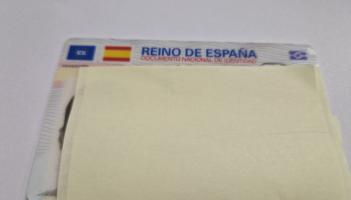 ES
REINO DE ESPAÑA
DOCUMENTO NACIONAL DE IDENTIDAD